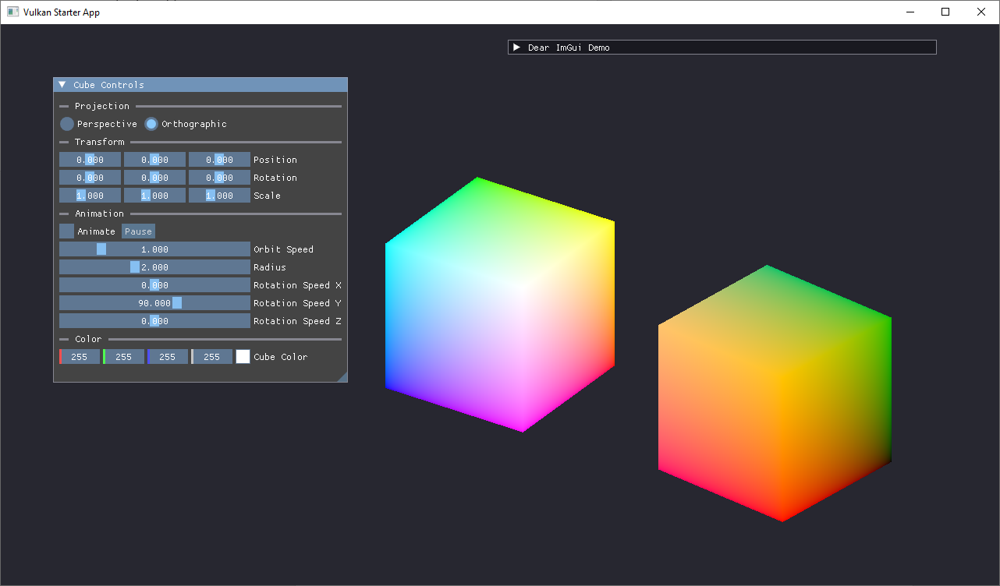 Vulkan Starter App
Dear ImGui Demo
Cube Controls
Projection
Perspective Orthographic
Transform
0.000 0.000 0.000 Position
0.000 0.000 0.000 Rotation
1.000 1.000 1.000 Scale
Animation
Animate Pause
1.000 Orbit Speed
2.000 Radius
0.000 Rotation Speed X
90.000 Rotation Speed Y
0.000 Rotation Speed Z
Color
255 255 255 255 Cube Color